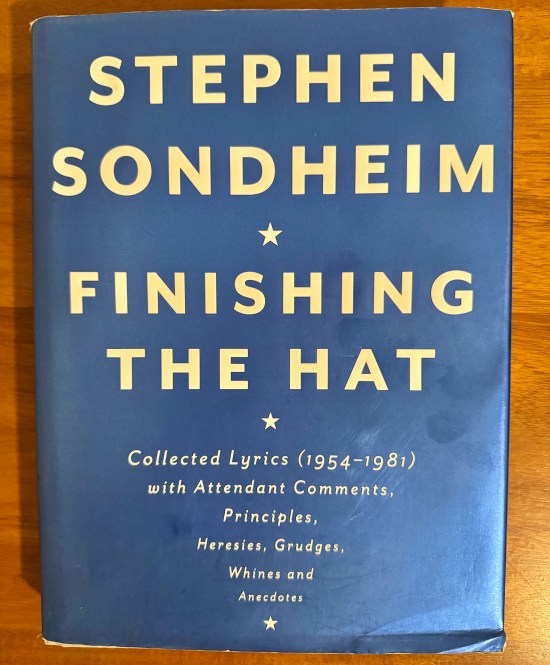 STEPHEN
SONDHEIM
FINISHING
THE HAT
Collected Lyrics (1954–1981)
with Attendant Comments,
Principles,
Heresies, Grudges,
Whines and
Anecdotes